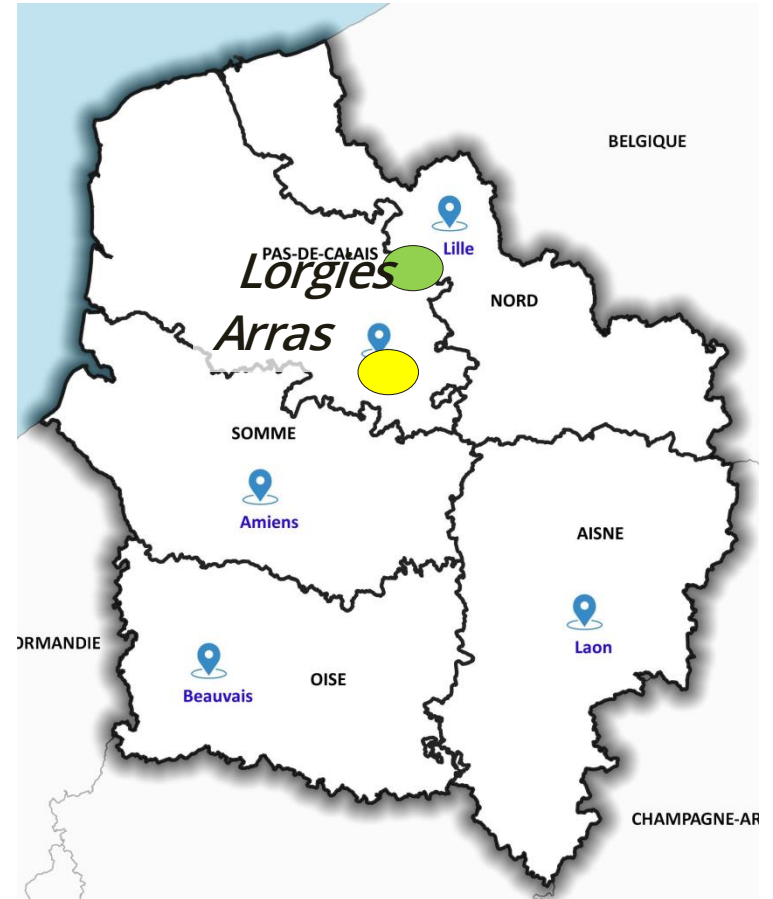 BELGIQUE
Lille
PAS-DE-CALAIS
Lorgies
NORD
Arras
SOMME
Amiens
AISNE
ORMANDIE
Laon
OISE
Beauvais
CHAMPAGNE-AR